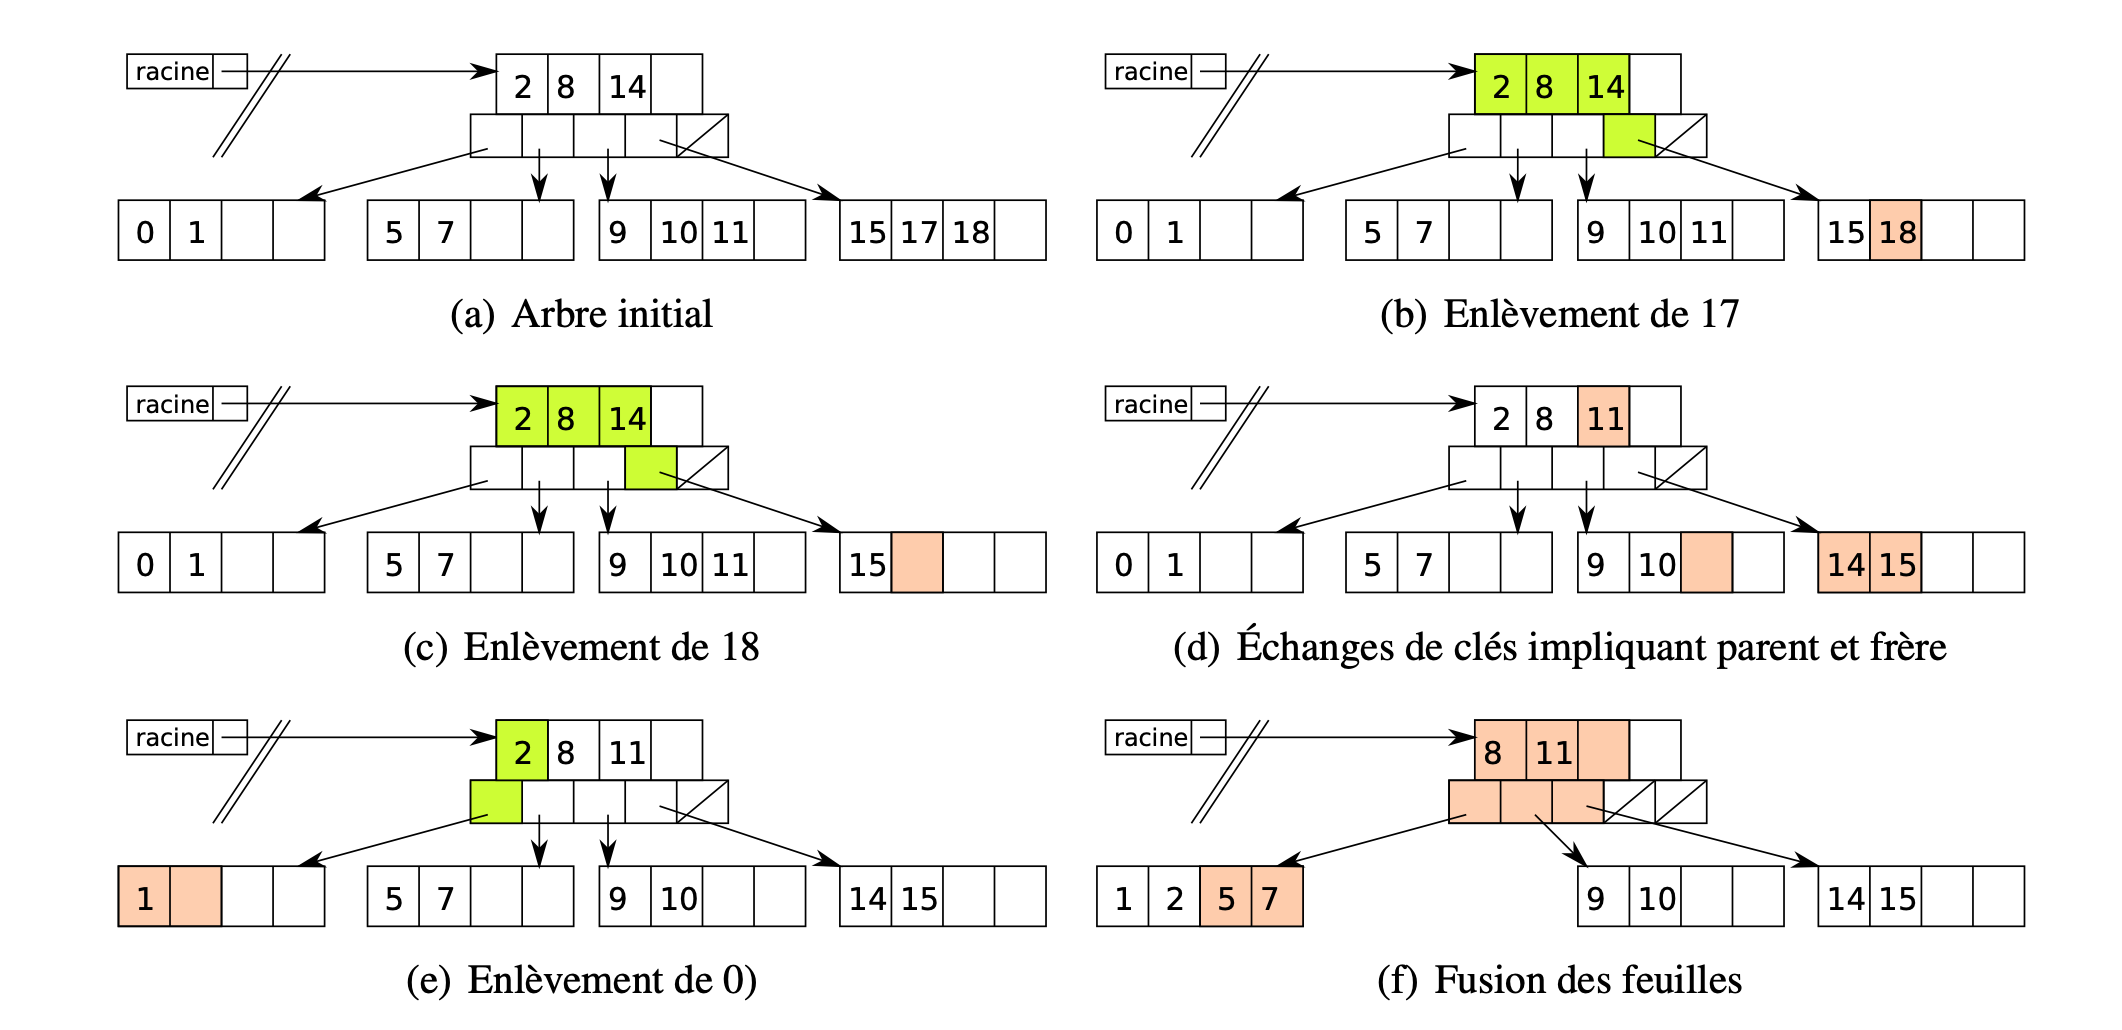 racine 2 8 14
0 1 5 7 9 10 11 15 17 18
(a) Arbre initial
racine 2 8 14
0 1 5 7 9 10 11 15 18
(b) Enlèvement de 17
racine 2 8 14
0 1 5 7 9 10 11 15
(c) Enlèvement de 18
racine 2 8 11
0 1 5 7 9 10 14 15
(d) Échanges de clés impliquant parent et frère
racine 2 8 11
1 5 7 9 10 14 15
(e) Enlèvement de 0)
racine 8 11
1 2 5 7 9 10 14 15
(f) Fusion des feuilles